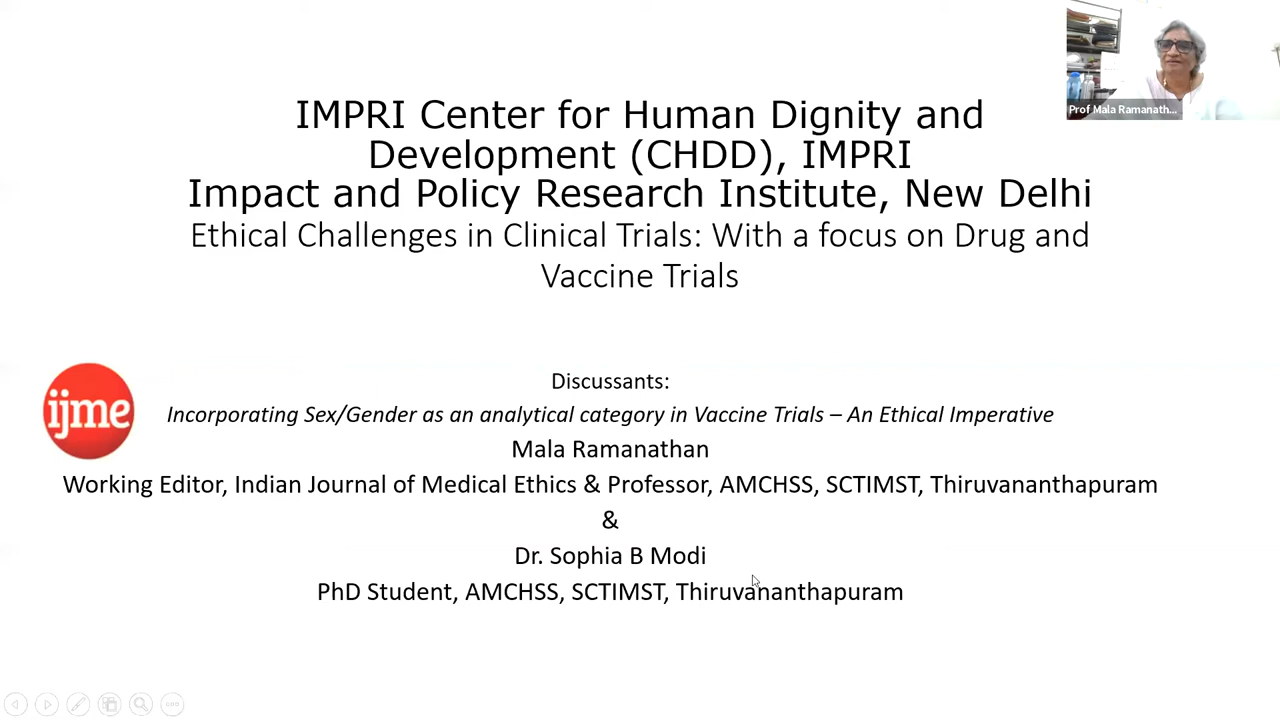 Prof Mala Ramanath...
IMPRI Center for Human Dignity and
Development (CHDD), IMPRI
Impact and Policy Research Institute, New Delhi
Ethical Challenges in Clinical Trials: With a focus on Drug and
Vaccine Trials
ijme
Discussants:
Incorporating Sex/Gender as an analytical category in Vaccine Trials – An Ethical Imperative
Mala Ramanathan
Working Editor, Indian Journal of Medical Ethics & Professor, AMCHSS, SCTIMST, Thiruvananthapuram
&
Dr. Sophia B Modi
PhD Student, AMCHSS, SCTIMST, Thiruvananthapuram